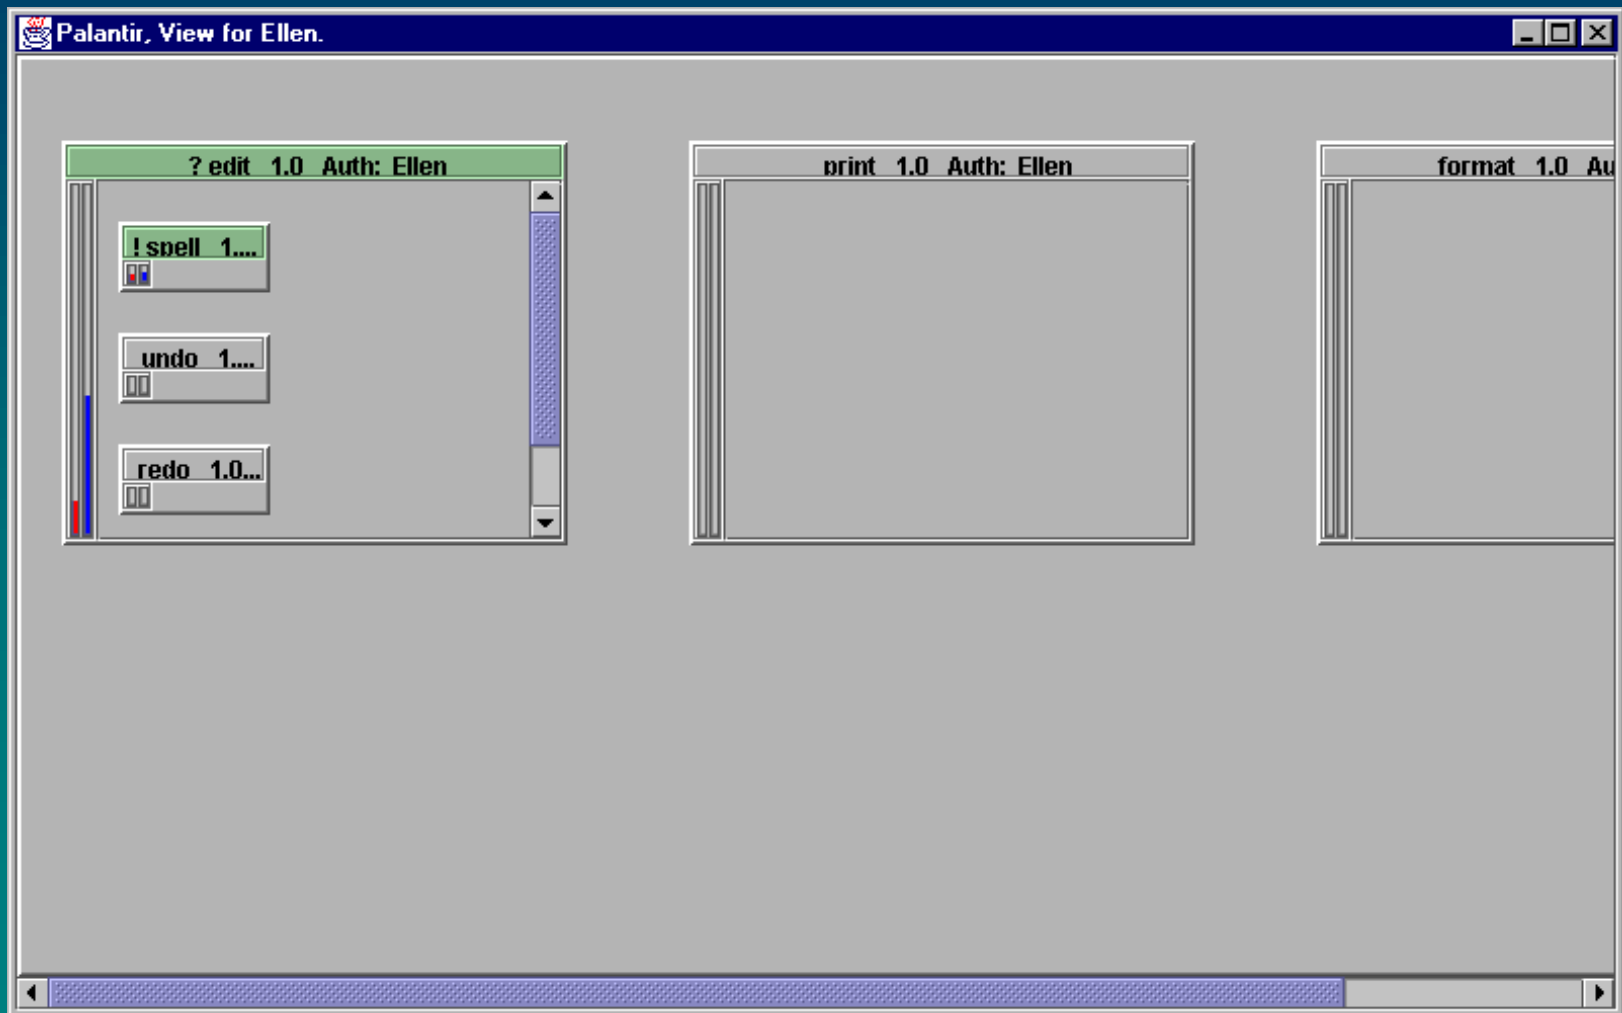 Palantir, View for Ellen.
? edit 1.0 Auth: Ellen
print 1.0 Auth: Ellen
format 1.0 Au
! spell 1....
undo 1....
redo 1.0...